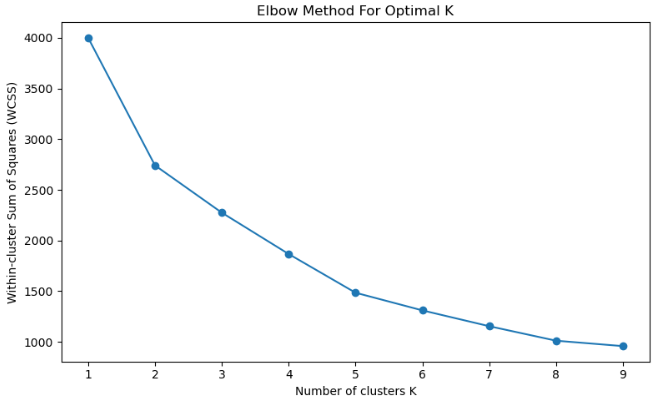 Elbow Method For Optimal K
Within-cluster Sum of Squares (WCSS)
4000
3500
3000
2500
2000
1500
1000
1 2 3 4 5 6 7 8 9
Number of clusters K